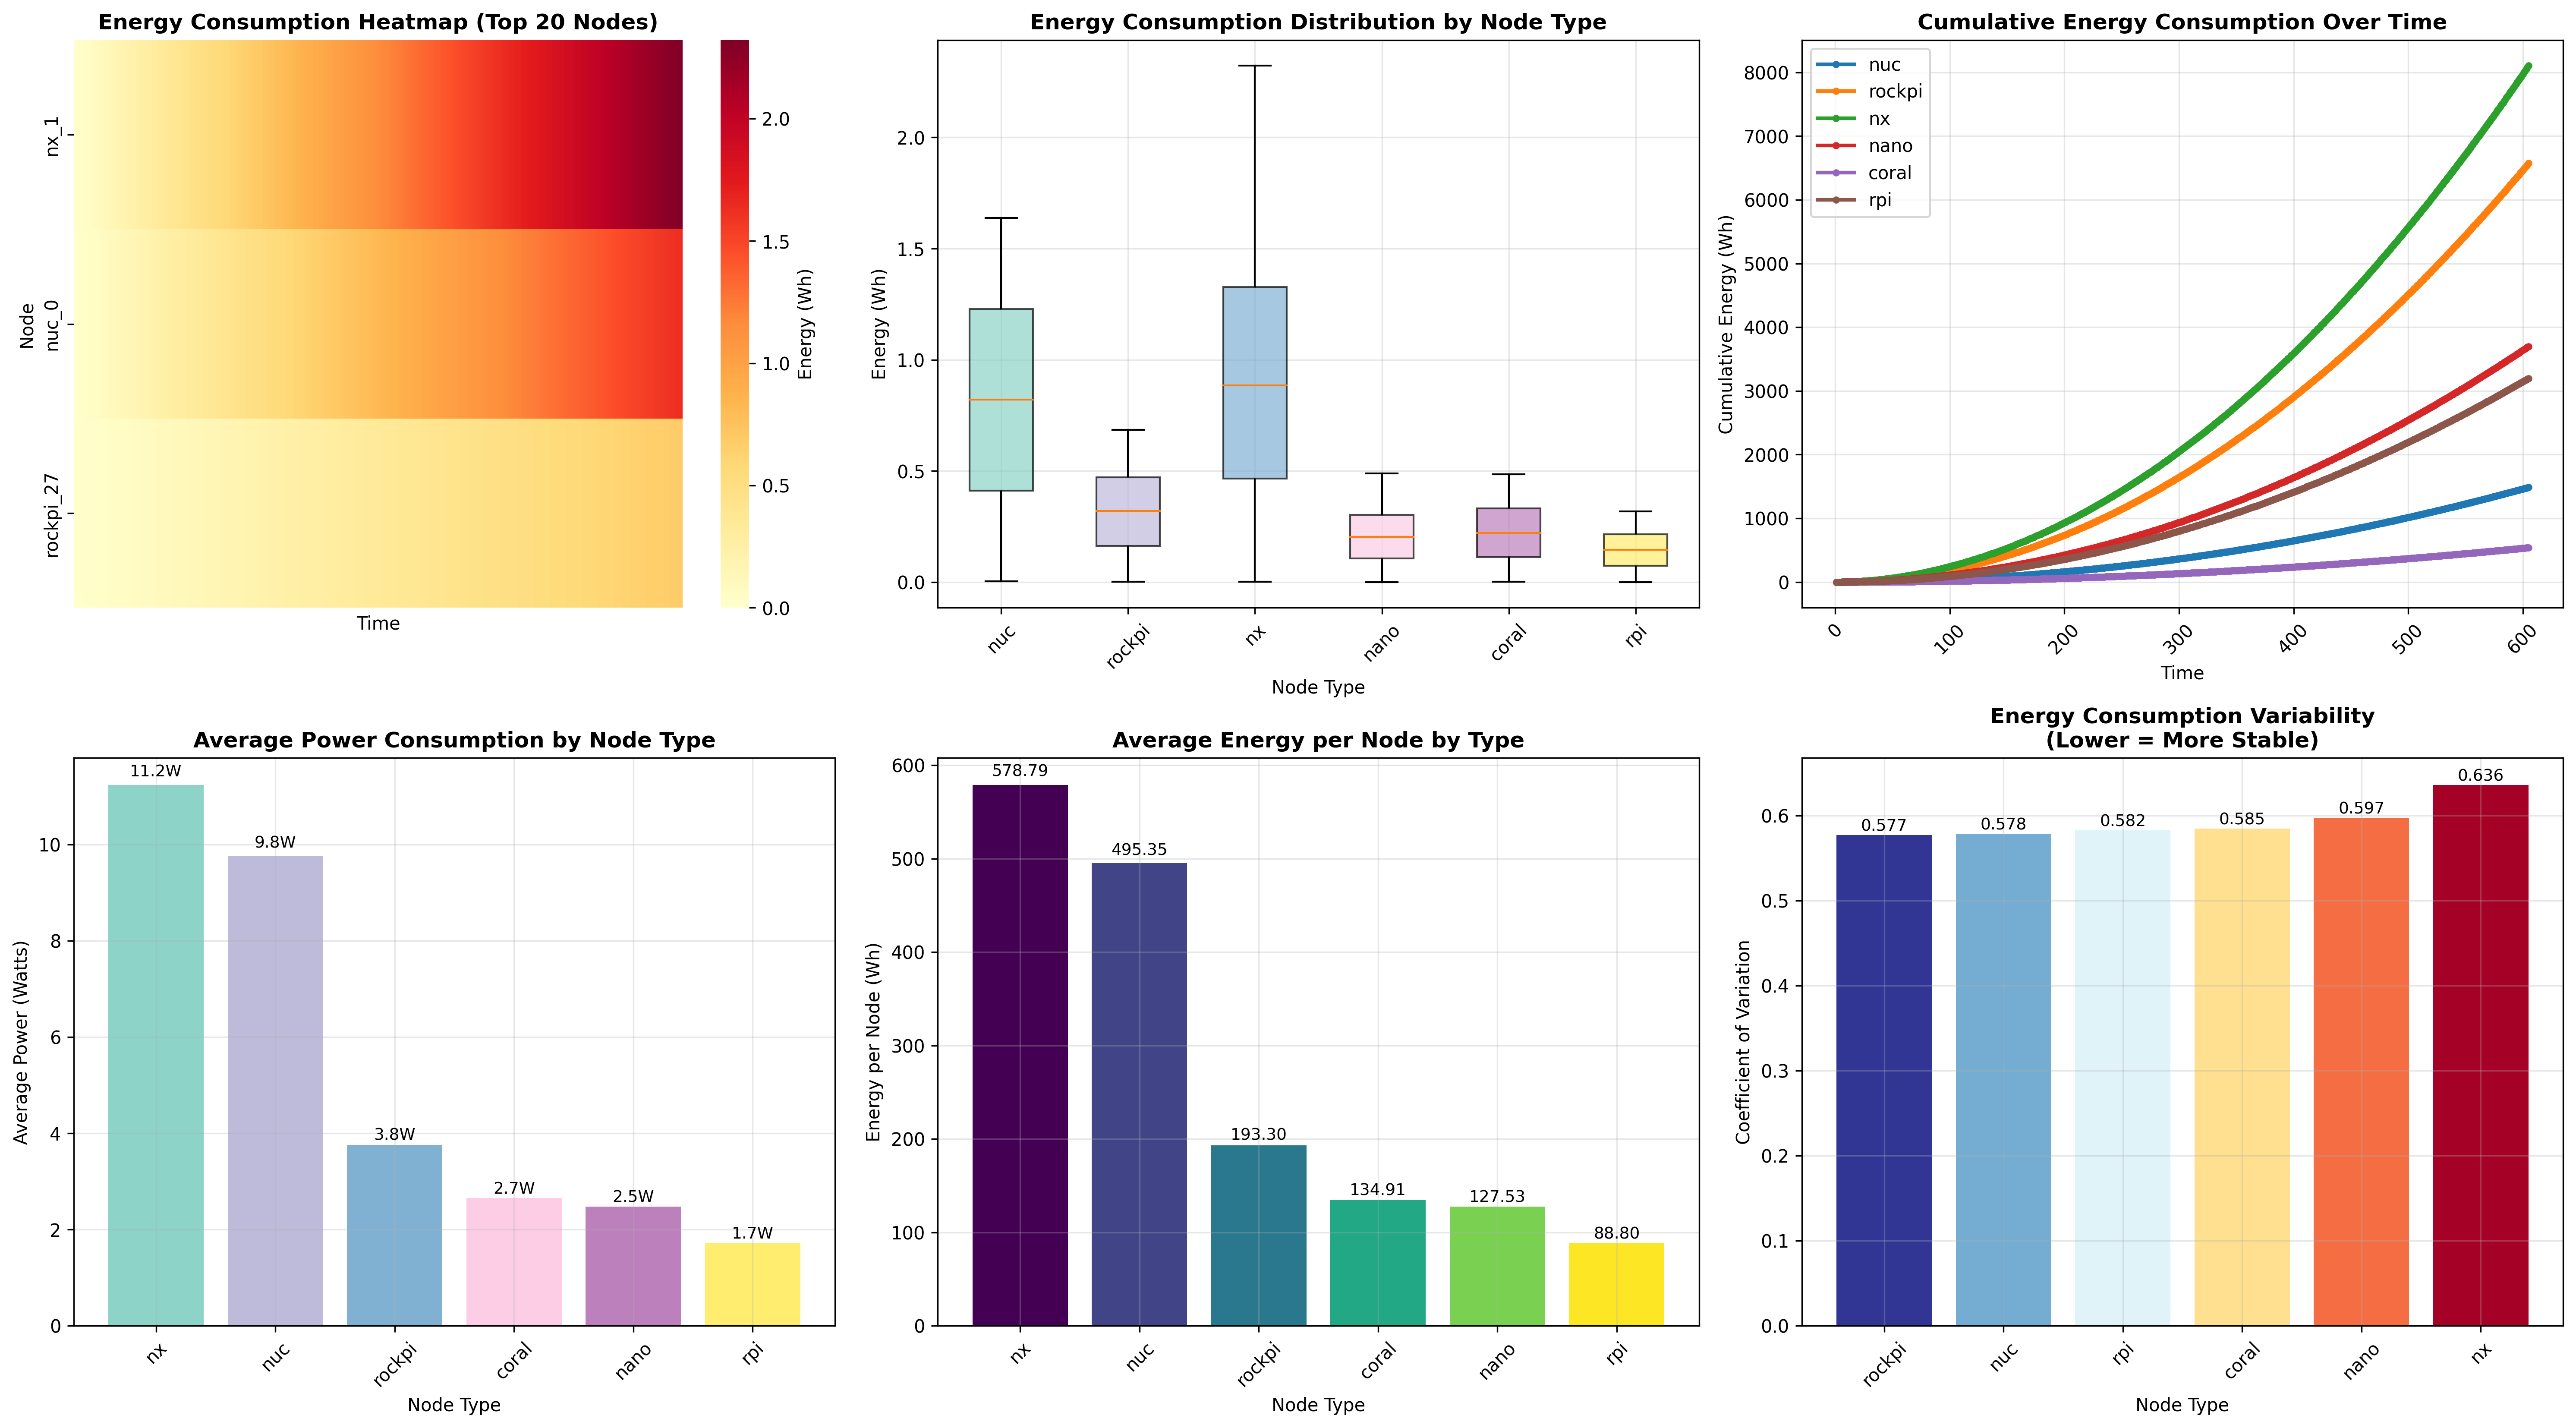 Energy Consumption Heatmap (Top 20 Nodes)
Node
nx_1
nuc_0
rockpi_27
Time
2.0
1.5
1.0
0.5
0.0
Energy (Wh)
Energy Consumption Distribution by Node Type
Energy (Wh)
2.0
1.5
1.0
0.5
0.0
nuc
rockpi
nx
nano
coral
rpi
Node Type
Cumulative Energy Consumption Over Time
nuc
rockpi
nx
nano
coral
rpi
Cumulative Energy (Wh)
8000
7000
6000
5000
4000
3000
2000
1000
0
0
100
200
300
400
500
600
Time
Average Power Consumption by Node Type
Average Power (Watts)
10
8
6
4
2
0
11.2W
9.8W
3.8W
2.7W
2.5W
1.7W
nx
nuc
rockpi
coral
nano
rpi
Node Type
Average Energy per Node by Type
Energy per Node (Wh)
600
500
400
300
200
100
0
578.79
495.35
193.30
134.91
127.53
88.80
nx
nuc
rockpi
coral
nano
rpi
Node Type
Energy Consumption Variability
(Lower = More Stable)
Coefficient of Variation
0.6
0.5
0.4
0.3
0.2
0.1
0.0
0.577
0.578
0.582
0.585
0.597
0.636
rockpi
nuc
rpi
coral
nano
nx
Node Type